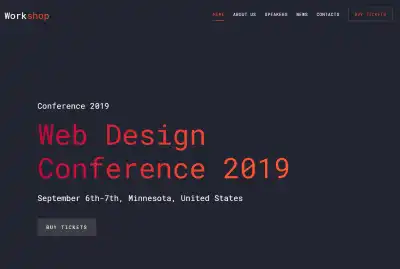 Workshop
HOME ABOUT US SPEAKERS NEWS CONTACTS BUY TICKETS
Conference 2019
Web Design
Conference 2019
September 6th-7th, Minnesota, United States
BUY TICKETS